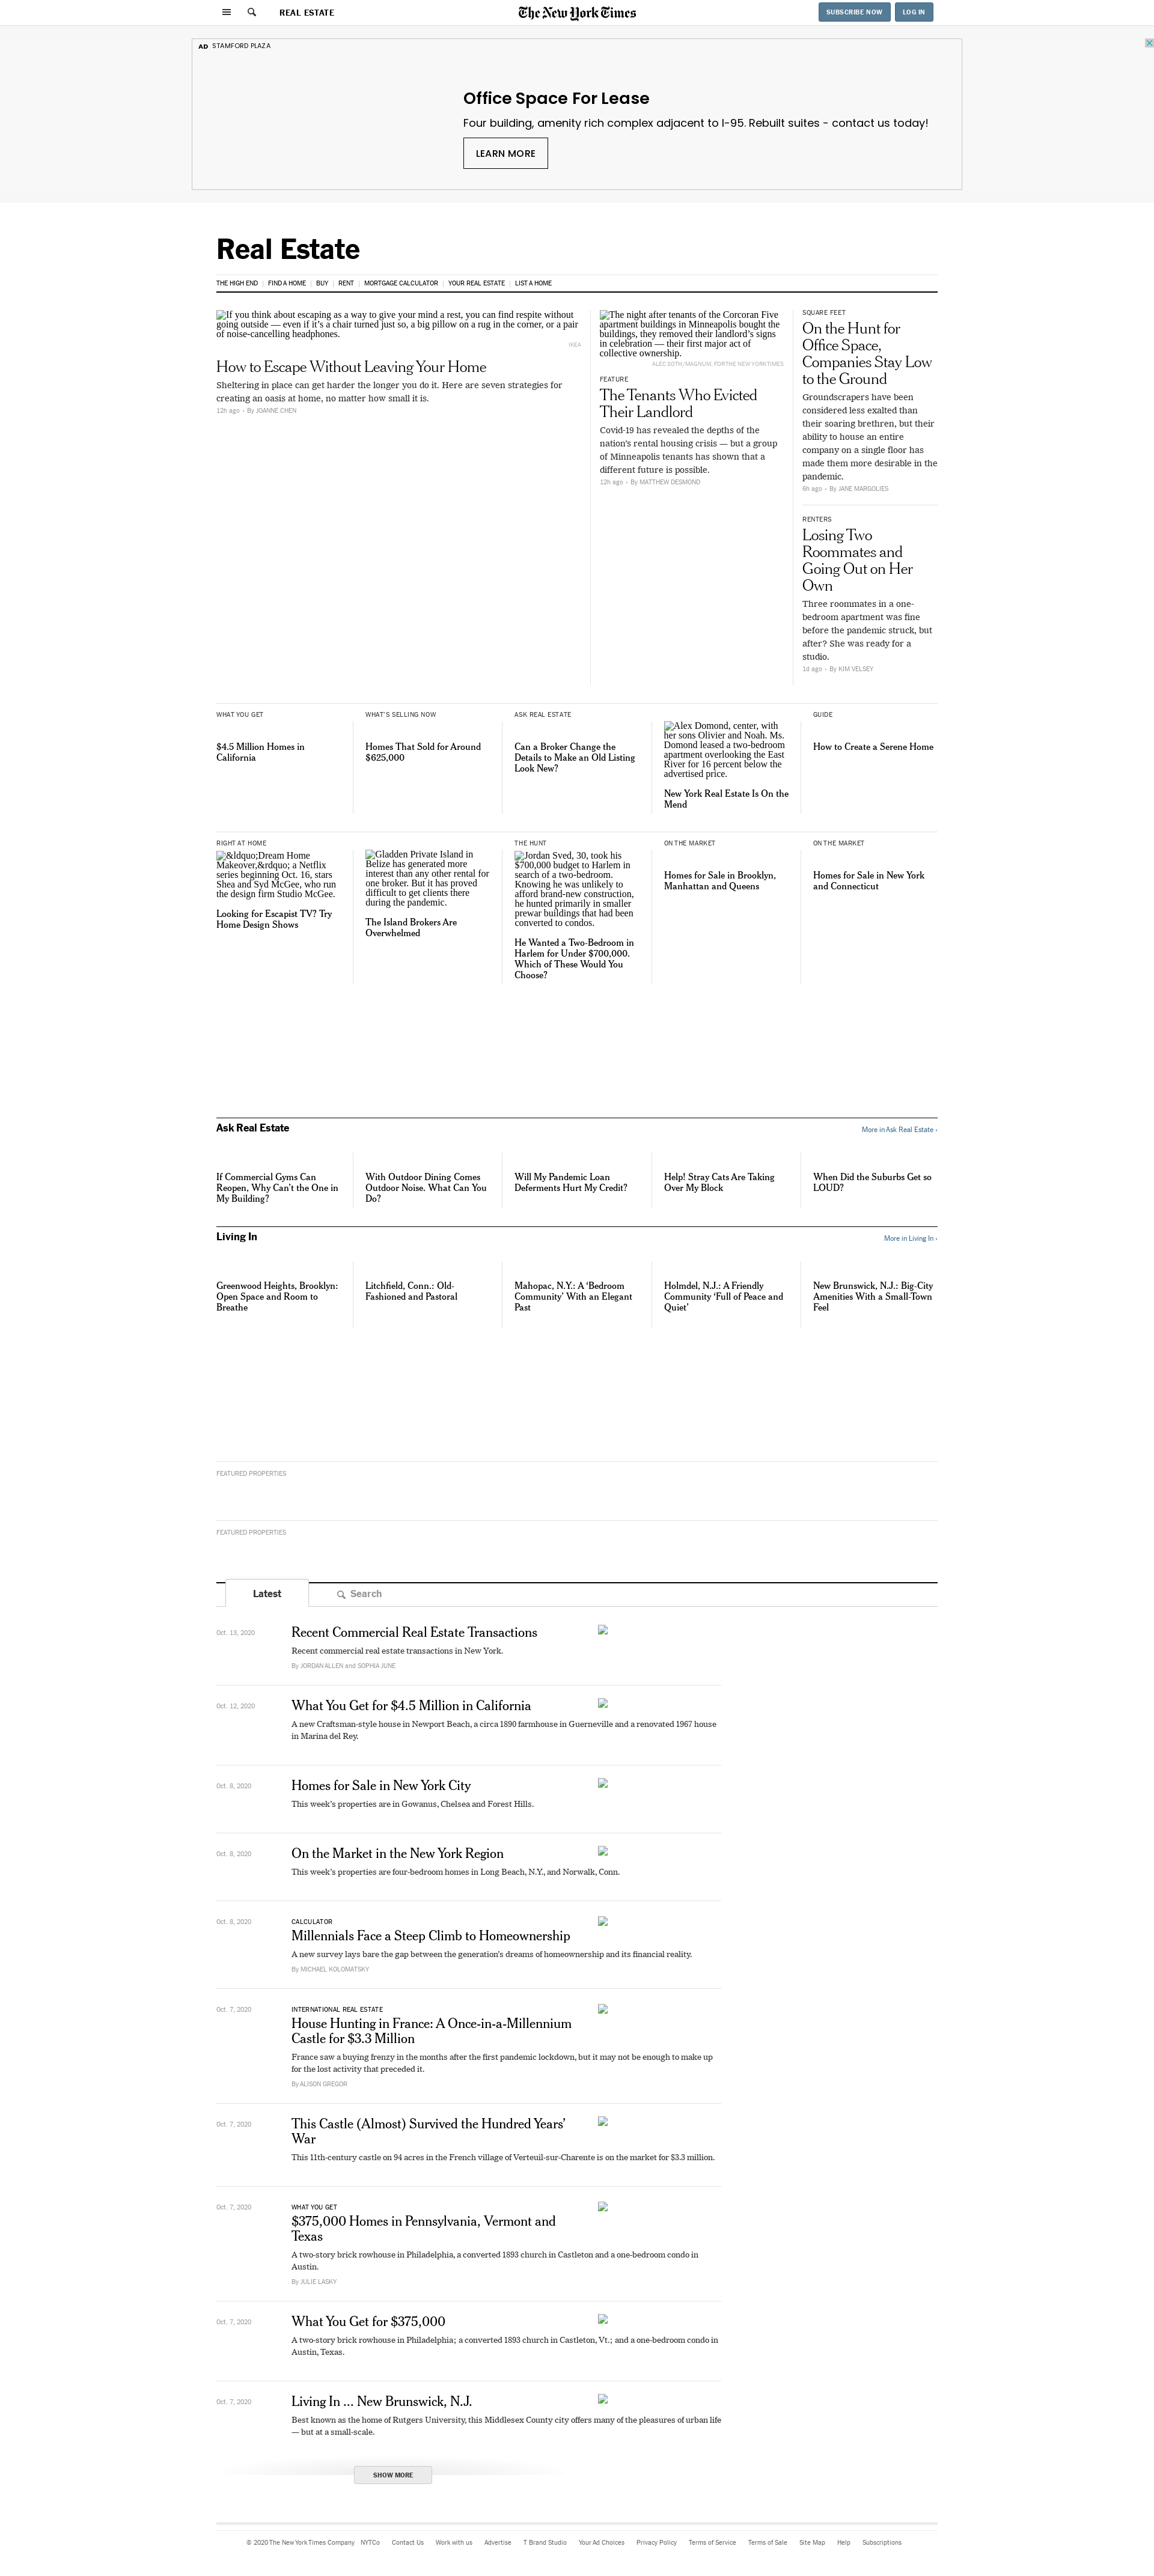 REAL ESTATE
The New York Times
SUBSCRIBE NOW
LOG IN
AD STAMFORD PLAZA
Office Space For Lease
Four building, amenity rich complex adjacent to I-95. Rebuilt suites - contact us today!
LEARN MORE
Real Estate
THE HIGH END | FIND A HOME | BUY | RENT | MORTGAGE CALCULATOR | YOUR REAL ESTATE | LIST A HOME
If you think about escaping as a way to give your mind a rest, you can find respite without
going outside — even if it's a chair turned just so, a big pillow on a rug in the corner, or a pair
of noise-cancelling headphones.
IKEA
How to Escape Without Leaving Your Home
Sheltering in place can get harder the longer you do it. Here are seven strategies for
creating an oasis at home, no matter how small it is.
12h ago • By JOANNE CHEN
The night after tenants of the Corcoran Five
apartment buildings in Minneapolis bought the
buildings, they removed their landlord's signs
in celebration — their first major act of
collective ownership.
ALEC SOTH/MAGNUM, FOR THE NEW YORK TIMES
FEATURE
The Tenants Who Evicted
Their Landlord
Covid-19 has revealed the depths of the
nation's rental housing crisis — but a group
of Minneapolis tenants has shown that a
different future is possible.
12h ago • By MATTHEW DESMOND
SQUARE FEET
On the Hunt for
Office Space,
Companies Stay Low
to the Ground
Groundscrapers have been
considered less exalted than
their soaring brethren, but their
ability to house an entire
company on a single floor has
made them more desirable in the
pandemic.
6h ago • By JANE MARGOLIES
RENTERS
Losing Two
Roommates and
Going Out on Her
Own
Three roommates in a one-
bedroom apartment was fine
before the pandemic struck, but
after? She was ready for a
studio.
1d ago • By KIM VELSEY
WHAT YOU GET
$4.5 Million Homes in
California
WHAT'S SELLING NOW
Homes That Sold for Around
$625,000
ASK REAL ESTATE
Can a Broker Change the
Details to Make an Old Listing
Look New?
Alex Domond, center, with
her sons Olivier and Noah. Ms.
Domond leased a two-bedroom
apartment overlooking the East
River for 16 percent below the
advertised price.
New York Real Estate Is On the
Mend
GUIDE
How to Create a Serene Home
RIGHT AT HOME
&ldquo;Dream Home
Makeover,&rdquo; a Netflix
series beginning Oct. 16, stars
Shea and Syd McGee, who run
the design firm Studio McGee.
Looking for Escapist TV? Try
Home Design Shows
Gladden Private Island in
Belize has generated more
interest than any other rental for
one broker. But it has proved
difficult to get clients there
during the pandemic.
The Island Brokers Are
Overwhelmed
THE HUNT
Jordan Sved, 30, took his
$700,000 budget to Harlem in
search of a two-bedroom.
Knowing he was unlikely to
afford brand-new construction,
he hunted primarily in smaller
prewar buildings that had been
converted to condos.
He Wanted a Two-Bedroom in
Harlem for Under $700,000.
Which of These Would You
Choose?
ON THE MARKET
Homes for Sale in Brooklyn,
Manhattan and Queens
ON THE MARKET
Homes for Sale in New York
and Connecticut
Ask Real Estate
More in Ask Real Estate ›
If Commercial Gyms Can
Reopen, Why Can't the One in
My Building?
With Outdoor Dining Comes
Outdoor Noise. What Can You
Do?
Will My Pandemic Loan
Deferments Hurt My Credit?
Help! Stray Cats Are Taking
Over My Block
When Did the Suburbs Get so
LOUD?
Living In
More in Living In ›
Greenwood Heights, Brooklyn:
Open Space and Room to
Breathe
Litchfield, Conn.: Old-
Fashioned and Pastoral
Mahopac, N.Y.: A 'Bedroom
Community' With an Elegant
Past
Holmdel, N.J.: A Friendly
Community 'Full of Peace and
Quiet'
New Brunswick, N.J.: Big-City
Amenities With a Small-Town
Feel
FEATURED PROPERTIES
FEATURED PROPERTIES
Latest
Search
Oct. 13, 2020
Recent Commercial Real Estate Transactions
Recent commercial real estate transactions in New York.
By JORDAN ALLEN and SOPHIA JUNE
Oct. 12, 2020
What You Get for $4.5 Million in California
A new Craftsman-style house in Newport Beach, a circa 1890 farmhouse in Guerneville and a renovated 1967 house
in Marina del Rey.
Oct. 8, 2020
Homes for Sale in New York City
This week's properties are in Gowanus, Chelsea and Forest Hills.
Oct. 8, 2020
On the Market in the New York Region
This week's properties are four-bedroom homes in Long Beach, N.Y., and Norwalk, Conn.
Oct. 8, 2020
CALCULATOR
Millennials Face a Steep Climb to Homeownership
A new survey lays bare the gap between the generation's dreams of homeownership and its financial reality.
By MICHAEL KOLOMATSKY
Oct. 7, 2020
INTERNATIONAL REAL ESTATE
House Hunting in France: A Once-in-a-Millennium
Castle for $3.3 Million
France saw a buying frenzy in the months after the first pandemic lockdown, but it may not be enough to make up
for the lost activity that preceded it.
By ALISON GREGOR
Oct. 7, 2020
This Castle (Almost) Survived the Hundred Years'
War
This 11th-century castle on 94 acres in the French village of Verteuil-sur-Charente is on the market for $3.3 million.
Oct. 7, 2020
WHAT YOU GET
$375,000 Homes in Pennsylvania, Vermont and
Texas
A two-story brick rowhouse in Philadelphia, a converted 1893 church in Castleton and a one-bedroom condo in
Austin.
By JULIE LASKY
Oct. 7, 2020
What You Get for $375,000
A two-story brick rowhouse in Philadelphia; a converted 1893 church in Castleton, Vt.; and a one-bedroom condo in
Austin, Texas.
Oct. 7, 2020
Living In ... New Brunswick, N.J.
Best known as the home of Rutgers University, this Middlesex County city offers many of the pleasures of urban life
— but at a small-scale.
SHOW MORE
© 2020 The New York Times Company NYTCo Contact Us Work with us Advertise T Brand Studio Your Ad Choices Privacy Policy Terms of Service Terms of Sale Site Map Help Subscriptions